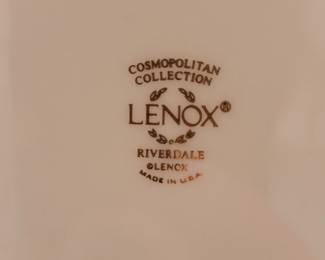 COSMOPOLITAN
COLLECTION
LENOX®
RIVERDALE
©LENOX
MADE IN U.S.A.